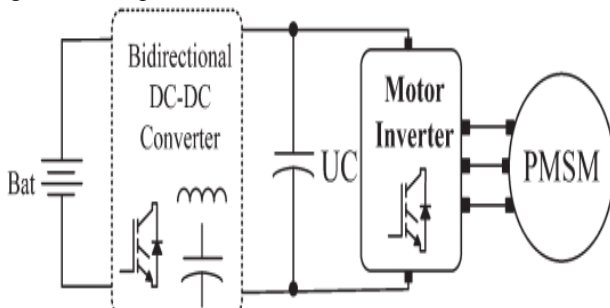 Bidirectional
DC-DC
Converter
Bat
UC
Motor
Inverter
PMSM